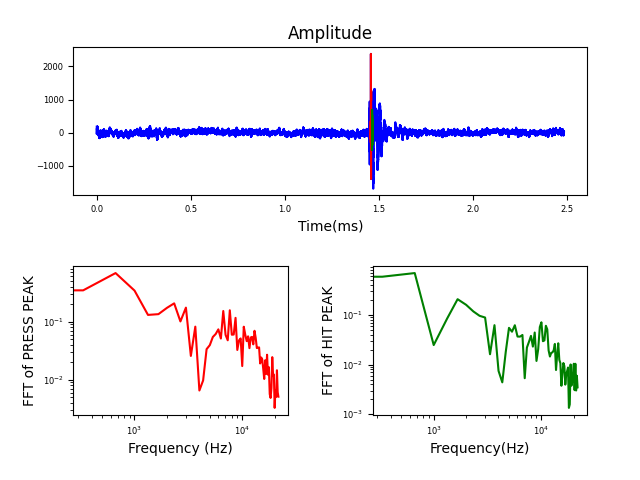 Amplitude
2000
1000
0
−1000
0.0 0.5 1.0 1.5 2.0 2.5
Time(ms)
FFT of PRESS PEAK
10⁻¹
10⁻²
10³ 10⁴
Frequency (Hz)
FFT of HIT PEAK
10⁻¹
10⁻²
10⁻³
10³ 10⁴
Frequency(Hz)